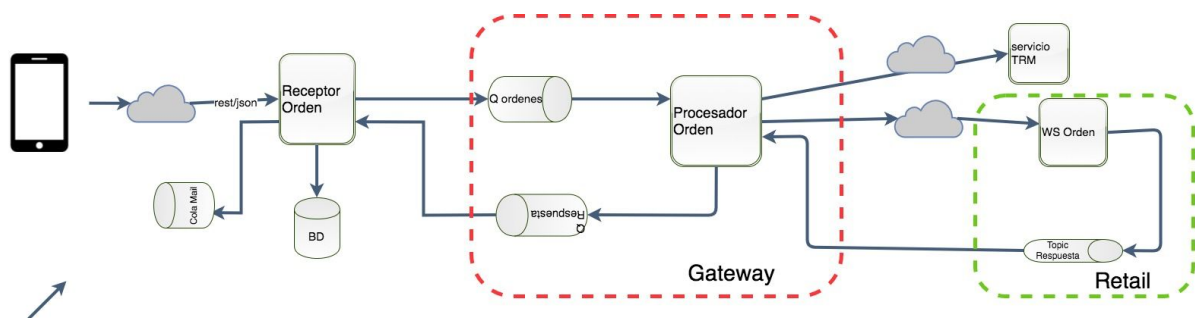 servicio
TRM
rest/json
Receptor
Orden
Q ordenes
Procesador
Orden
WS Orden
Cola Mail
BD
Q
Respuesta
Topic
Respuesta
Gateway
Retail